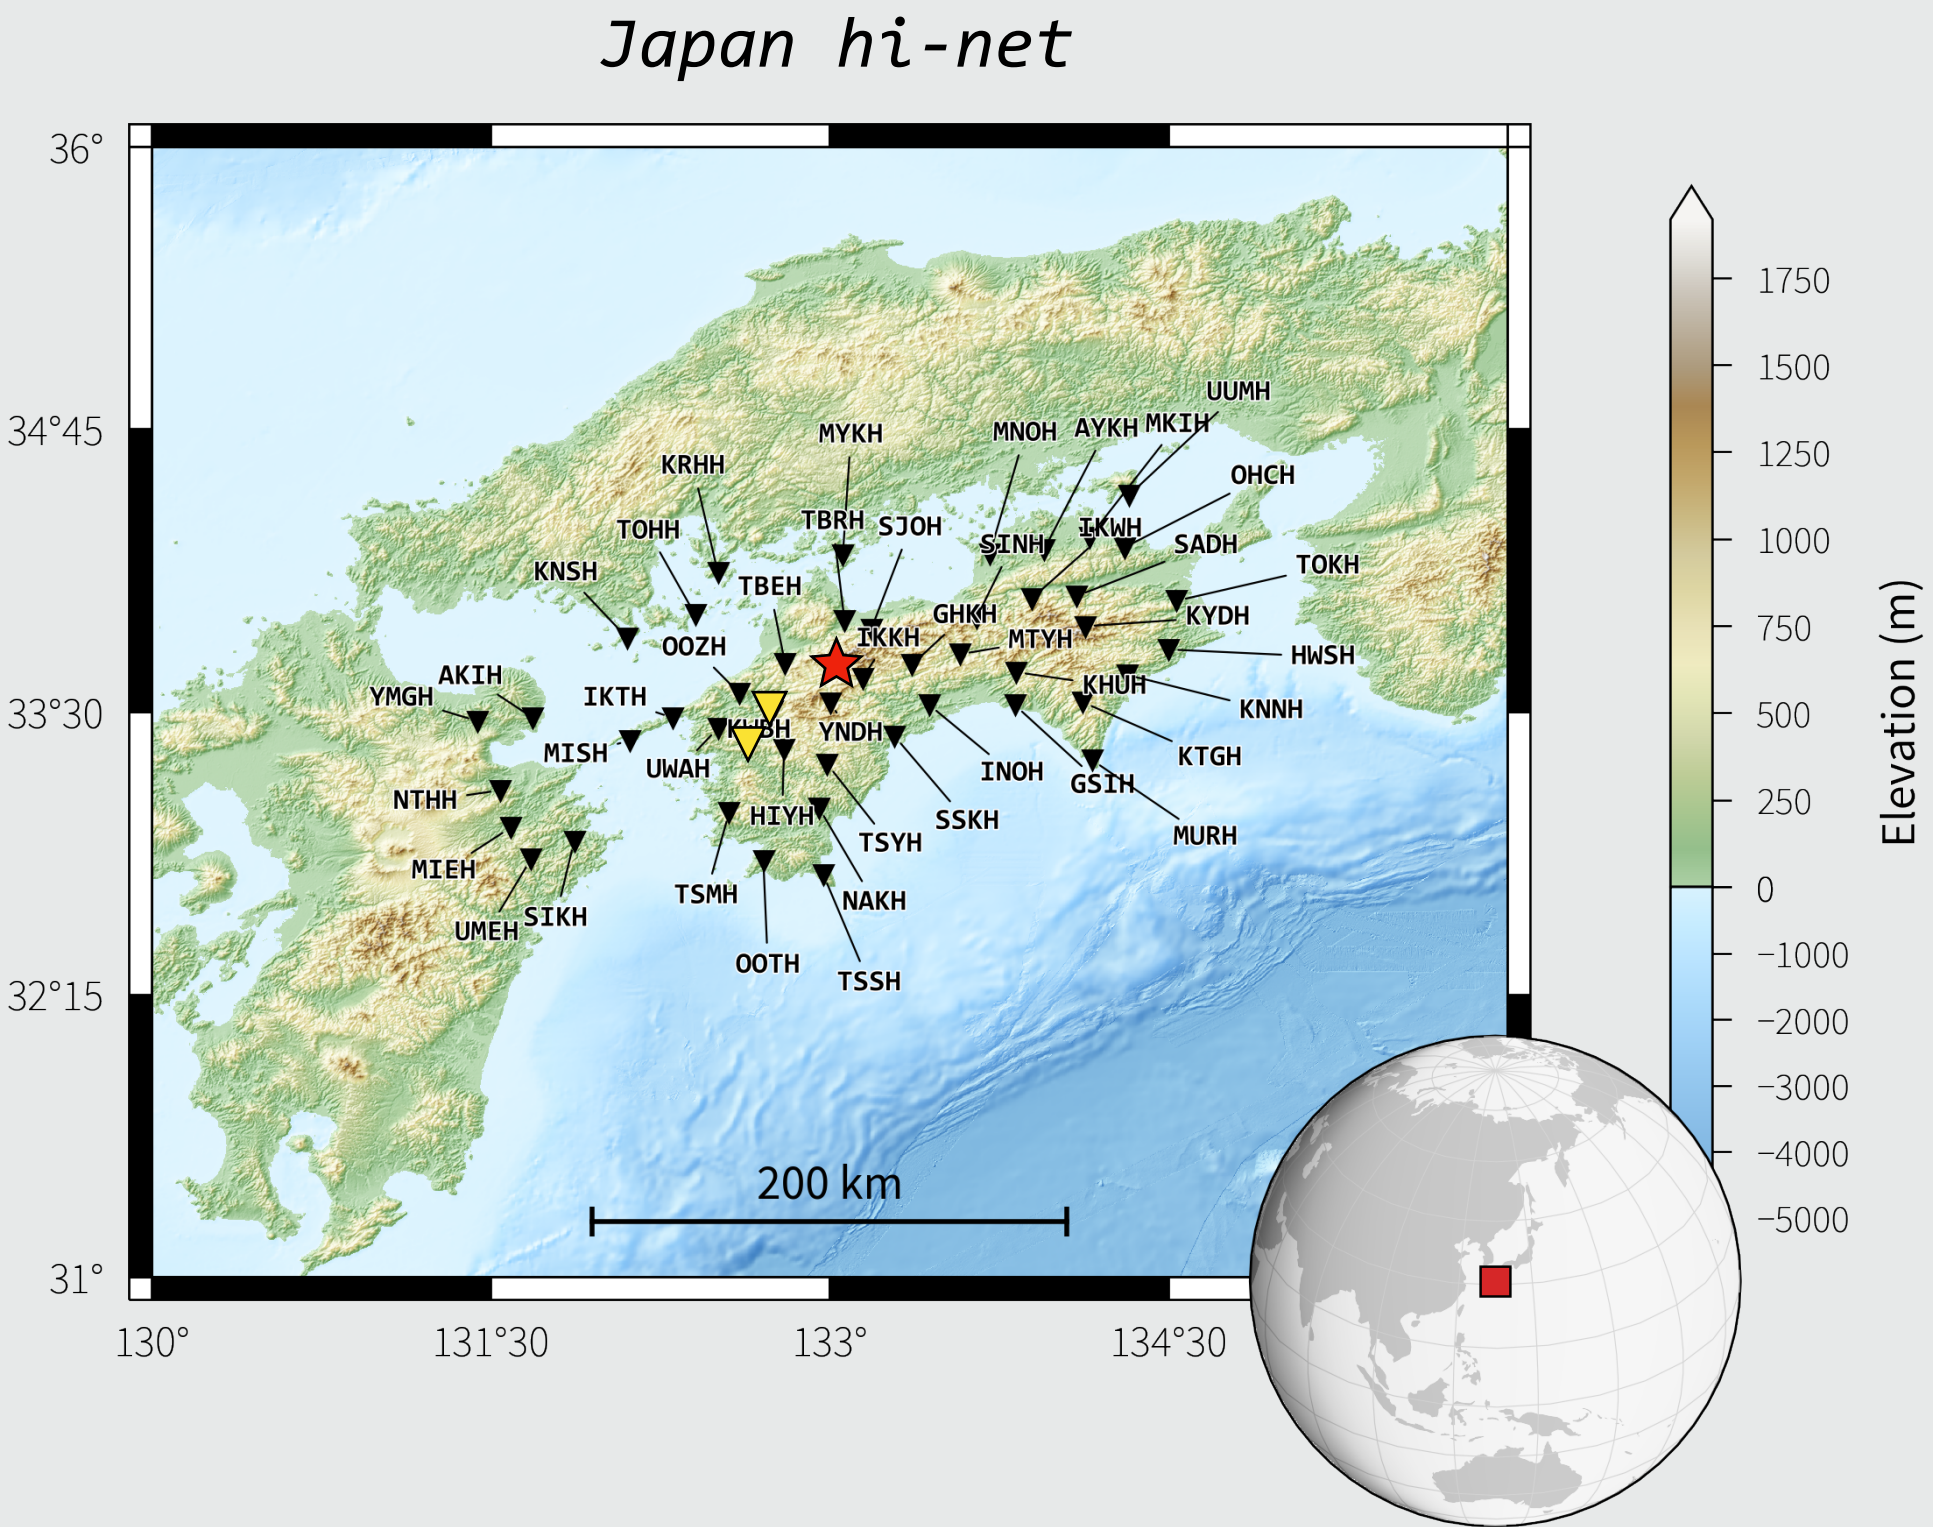 Japan hi-net
36°
34°45
33°30
32°15
31°
130°
131°30
133°
134°30
UUMH
MKIH
AYKH
MNOH
MYKH
KRHH
OHCH
TBRH
SJOH
TOHH
IKWH
SINH
SADH
TOKH
KNSH
TBEH
GHKH
KYDH
IKKH
MTYH
OOZH
HWSH
AKIH
YMGH
IKTH
KHUH
KNNH
YNDH
MISH
UWAH
KTGH
INOH
GSIH
NTHH
HIYH
SSKH
MURH
TSYH
MIEH
TSMH
NAKH
SIKH
UMEH
OOTH
TSSH
200 km
1750
1500
1250
1000
750
500
250
0
−1000
−2000
−3000
−4000
−5000
Elevation (m)